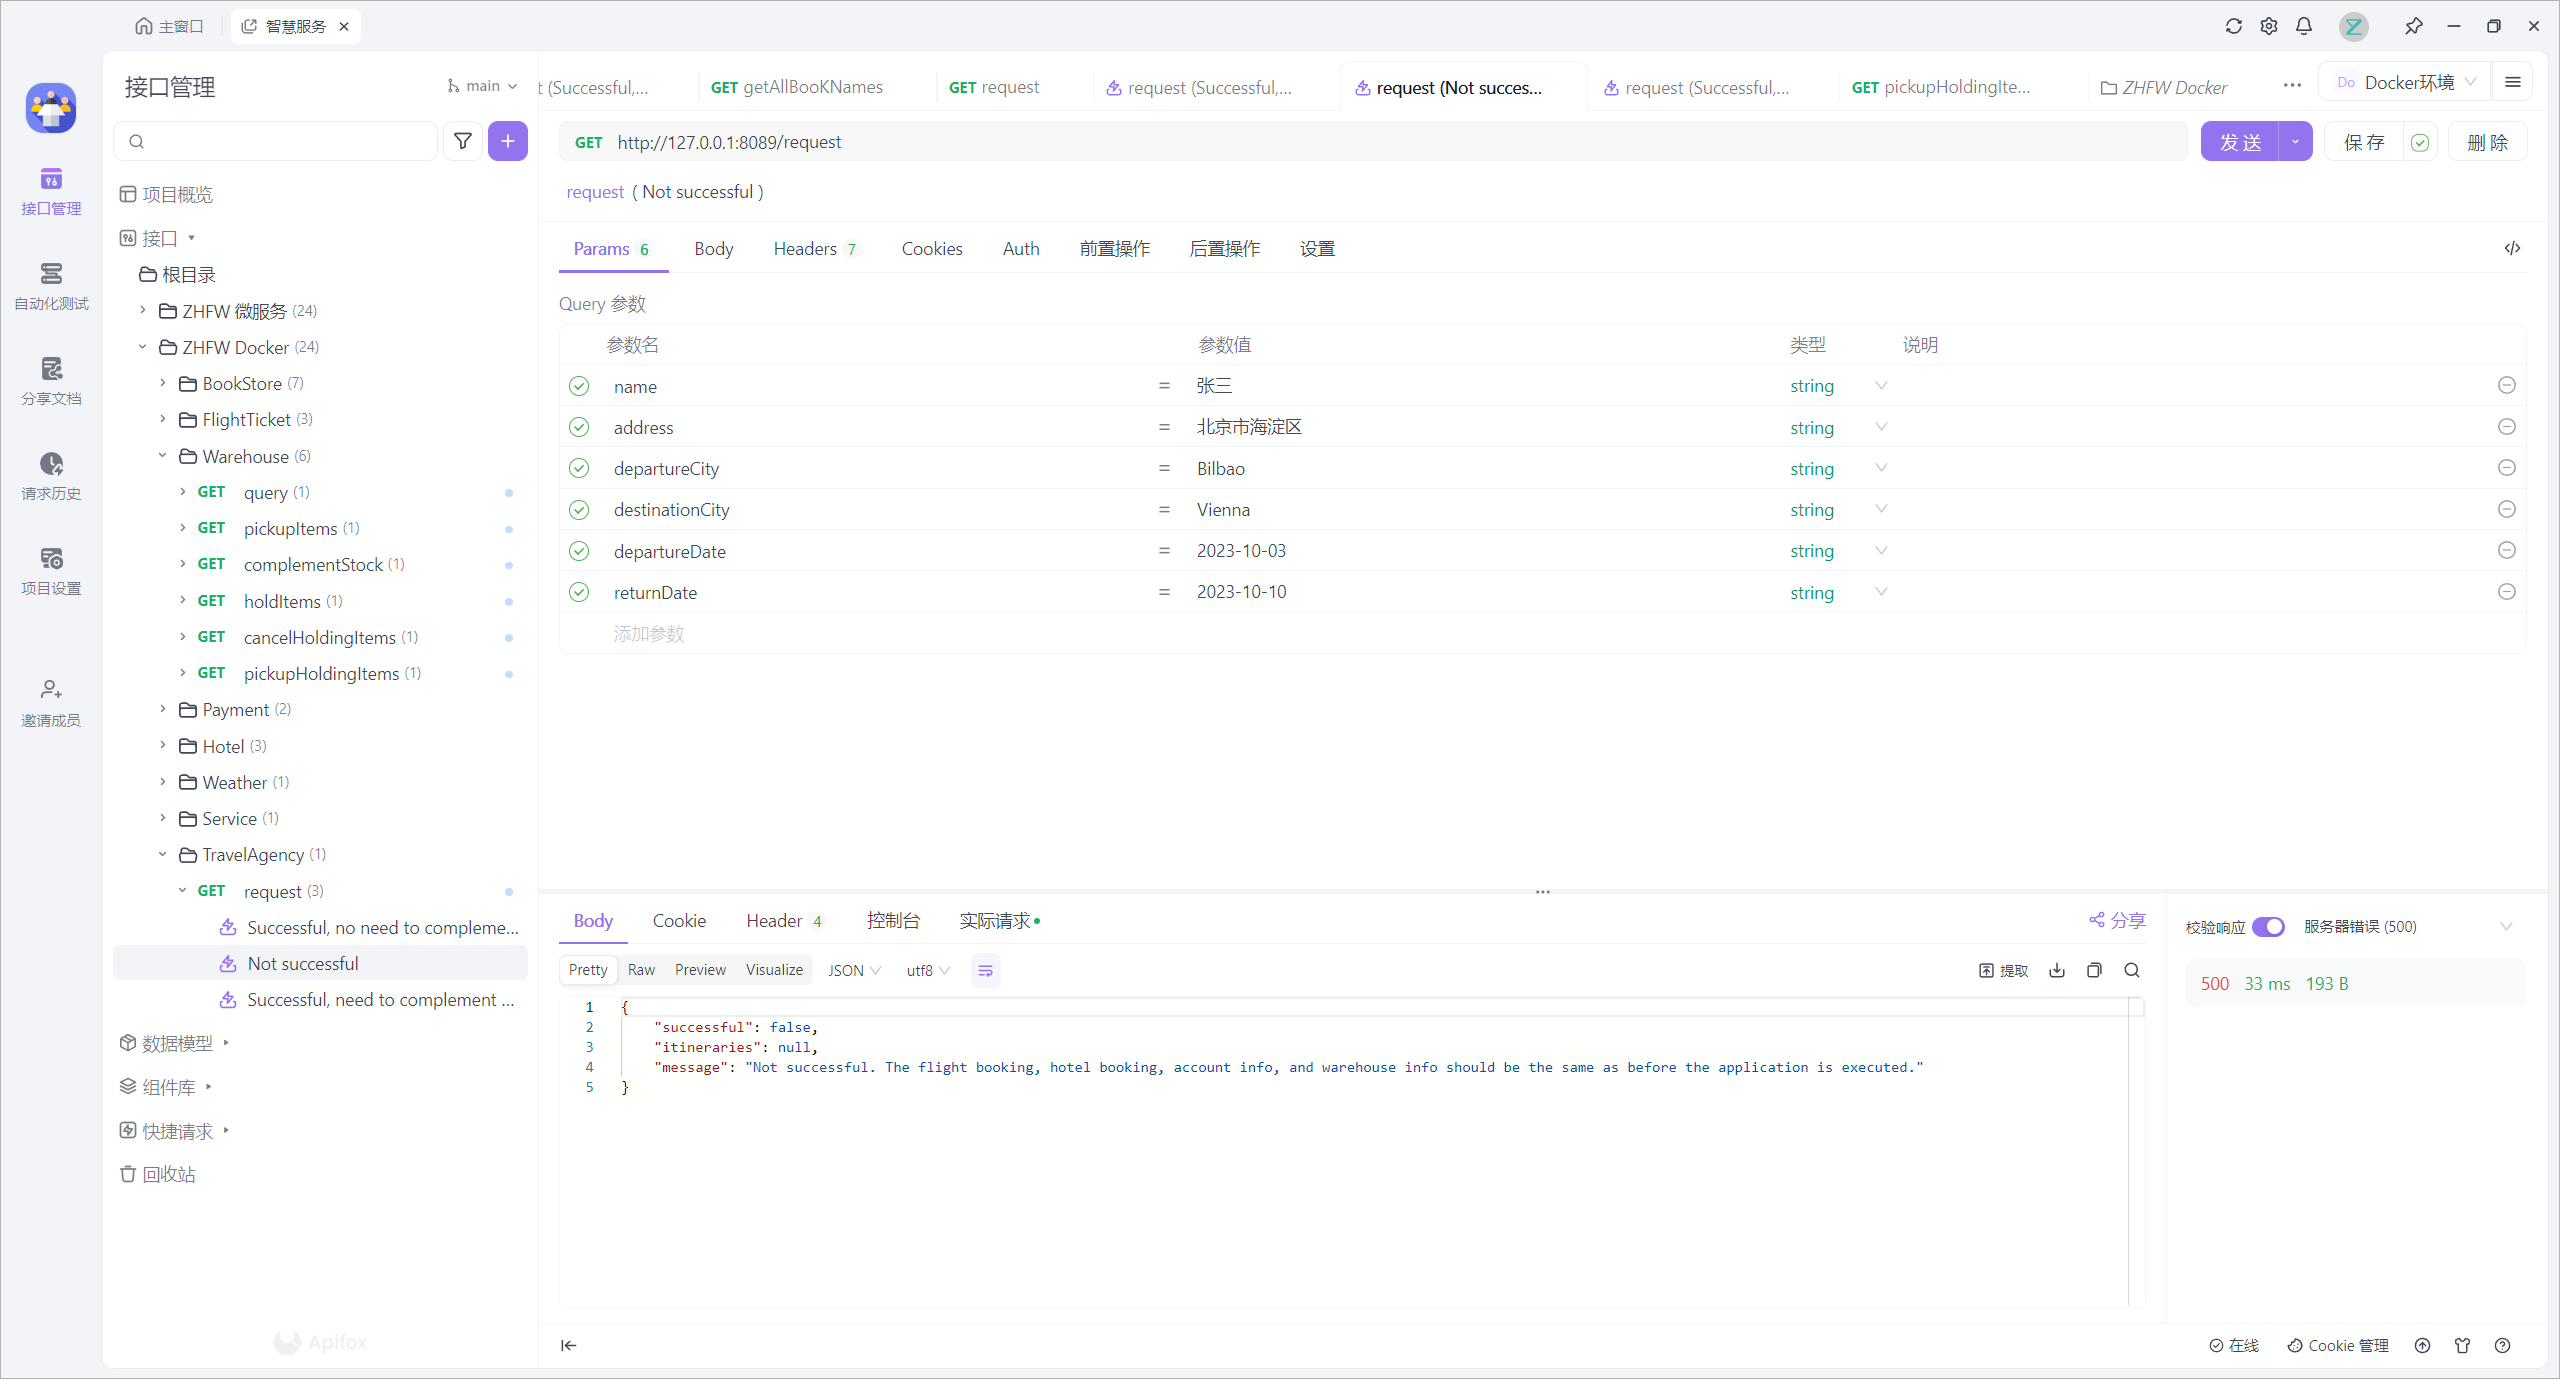 主窗口
智慧服务
接口管理
自动化测试
分享文档
请求历史
项目设置
邀请成员
接口管理
main
项目概览
接口
根目录
ZHFW 微服务 (24)
ZHFW Docker (24)
BookStore (7)
FlightTicket (3)
Warehouse (6)
GET query (1)
GET pickupItems (1)
GET complementStock (1)
GET holdItems (1)
GET cancelHoldingItems (1)
GET pickupHoldingItems (1)
Payment (2)
Hotel (3)
Weather (1)
Service (1)
TravelAgency (1)
GET request (3)
Successful, no need to compleme...
Not successful
Successful, need to complement ...
数据模型
组件库
快捷请求
回收站
Apifox
t (Successful,...
GET getAllBooKNames
GET request
request (Successful,...
request (Not succes...
request (Successful,...
GET pickupHoldingIte...
ZHFW Docker
Do Docker环境
GET http://127.0.0.1:8089/request
发 送
保 存
删 除
request ( Not successful )
Params 6 Body Headers 7 Cookies Auth 前置操作 后置操作 设置
Query 参数
参数名 参数值 类型 说明
name = 张三 string
address = 北京市海淀区 string
departureCity = Bilbao string
destinationCity = Vienna string
departureDate = 2023-10-03 string
returnDate = 2023-10-10 string
添加参数
Body Cookie Header 4 控制台 实际请求
分享
校验响应 服务器错误 (500)
Pretty Raw Preview Visualize JSON utf8
提取
500 33 ms 193 B
1 {
2 "successful": false,
3 "itineraries": null,
4 "message": "Not successful. The flight booking, hotel booking, account info, and warehouse info should be the same as before the application is executed."
5 }
在线
Cookie 管理